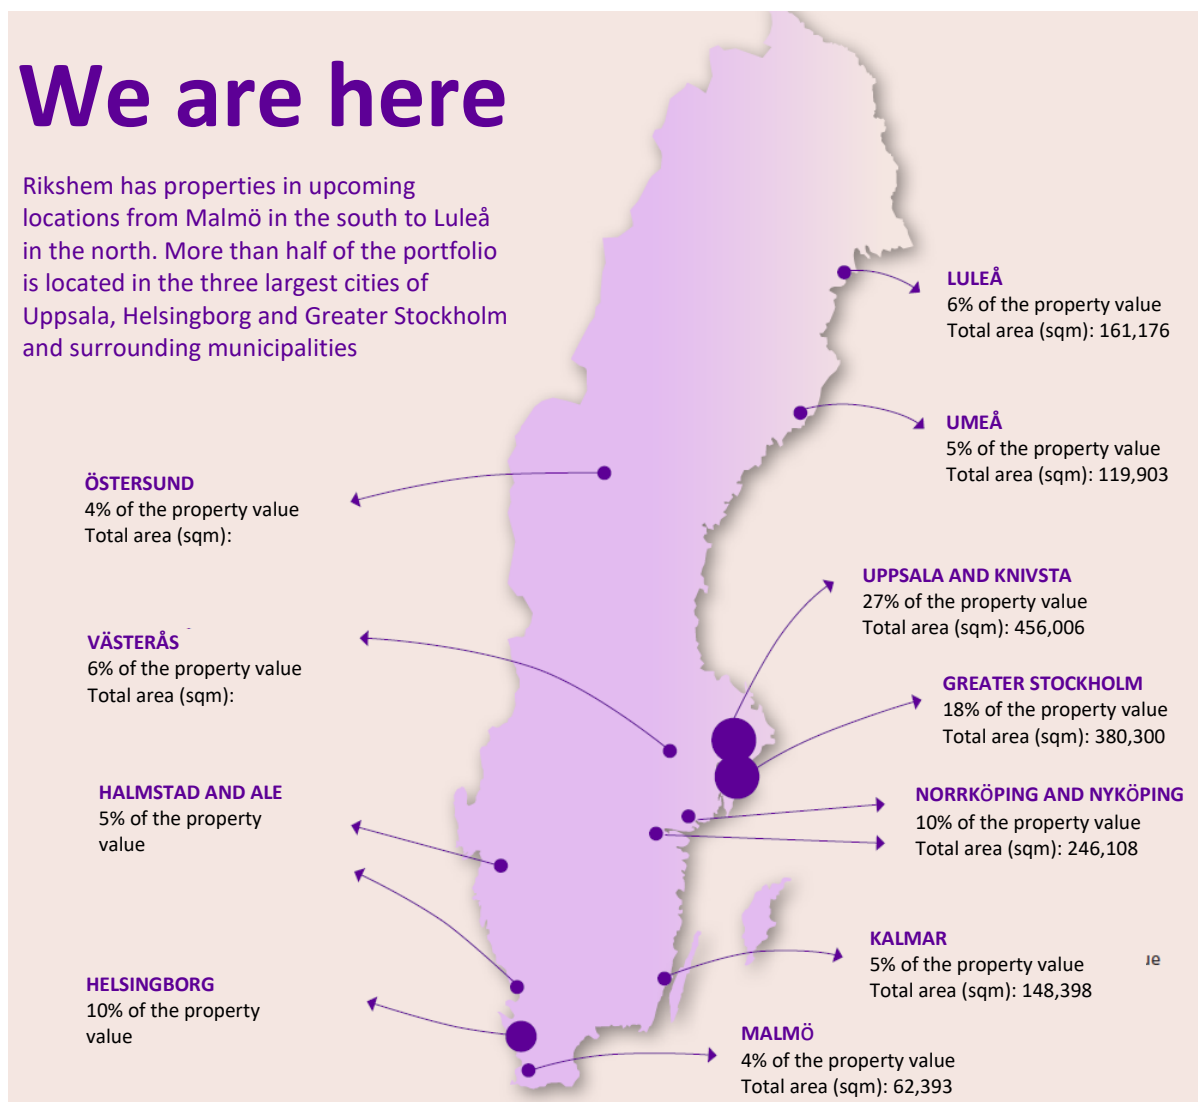 We are here
Rikshem has properties in upcoming
locations from Malmö in the south to Luleå
in the north. More than half of the portfolio
is located in the three largest cities of
Uppsala, Helsingborg and Greater Stockholm
and surrounding municipalities
LULEÅ
6% of the property value
Total area (sqm): 161,176
UMEÅ
5% of the property value
Total area (sqm): 119,903
ÖSTERSUND
4% of the property value
Total area (sqm):
UPPSALA AND KNIVSTA
27% of the property value
Total area (sqm): 456,006
VÄSTERÅS
6% of the property value
Total area (sqm):
GREATER STOCKHOLM
18% of the property value
Total area (sqm): 380,300
HALMSTAD AND ALE
5% of the property
value
NORRKÖPING AND NYKÖPING
10% of the property value
Total area (sqm): 246,108
KALMAR
5% of the property value
Total area (sqm): 148,398
HELSINGBORG
10% of the property
value
MALMÖ
4% of the property value
Total area (sqm): 62,393